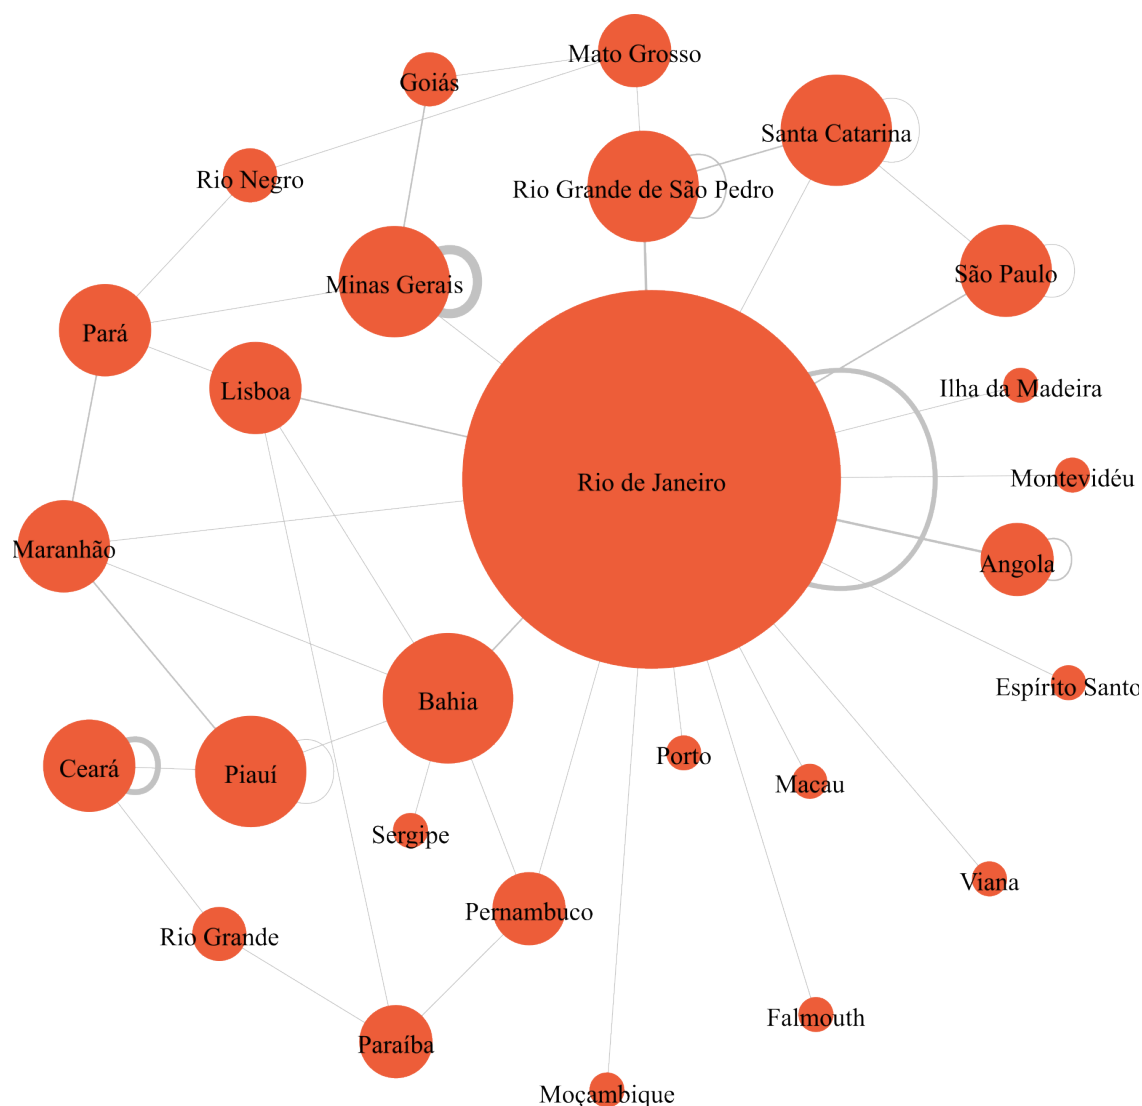 Mato Grosso
Goiás
Santa Catarina
Rio Negro
Rio Grande de São Pedro
São Paulo
Minas Gerais
Pará
Lisboa
Ilha da Madeira
Rio de Janeiro
Montevidéu
Maranhão
Angola
Espírito Santo
Bahia
Porto
Ceará
Piauí
Macau
Sergipe
Viana
Pernambuco
Rio Grande
Falmouth
Paraíba
Moçambique